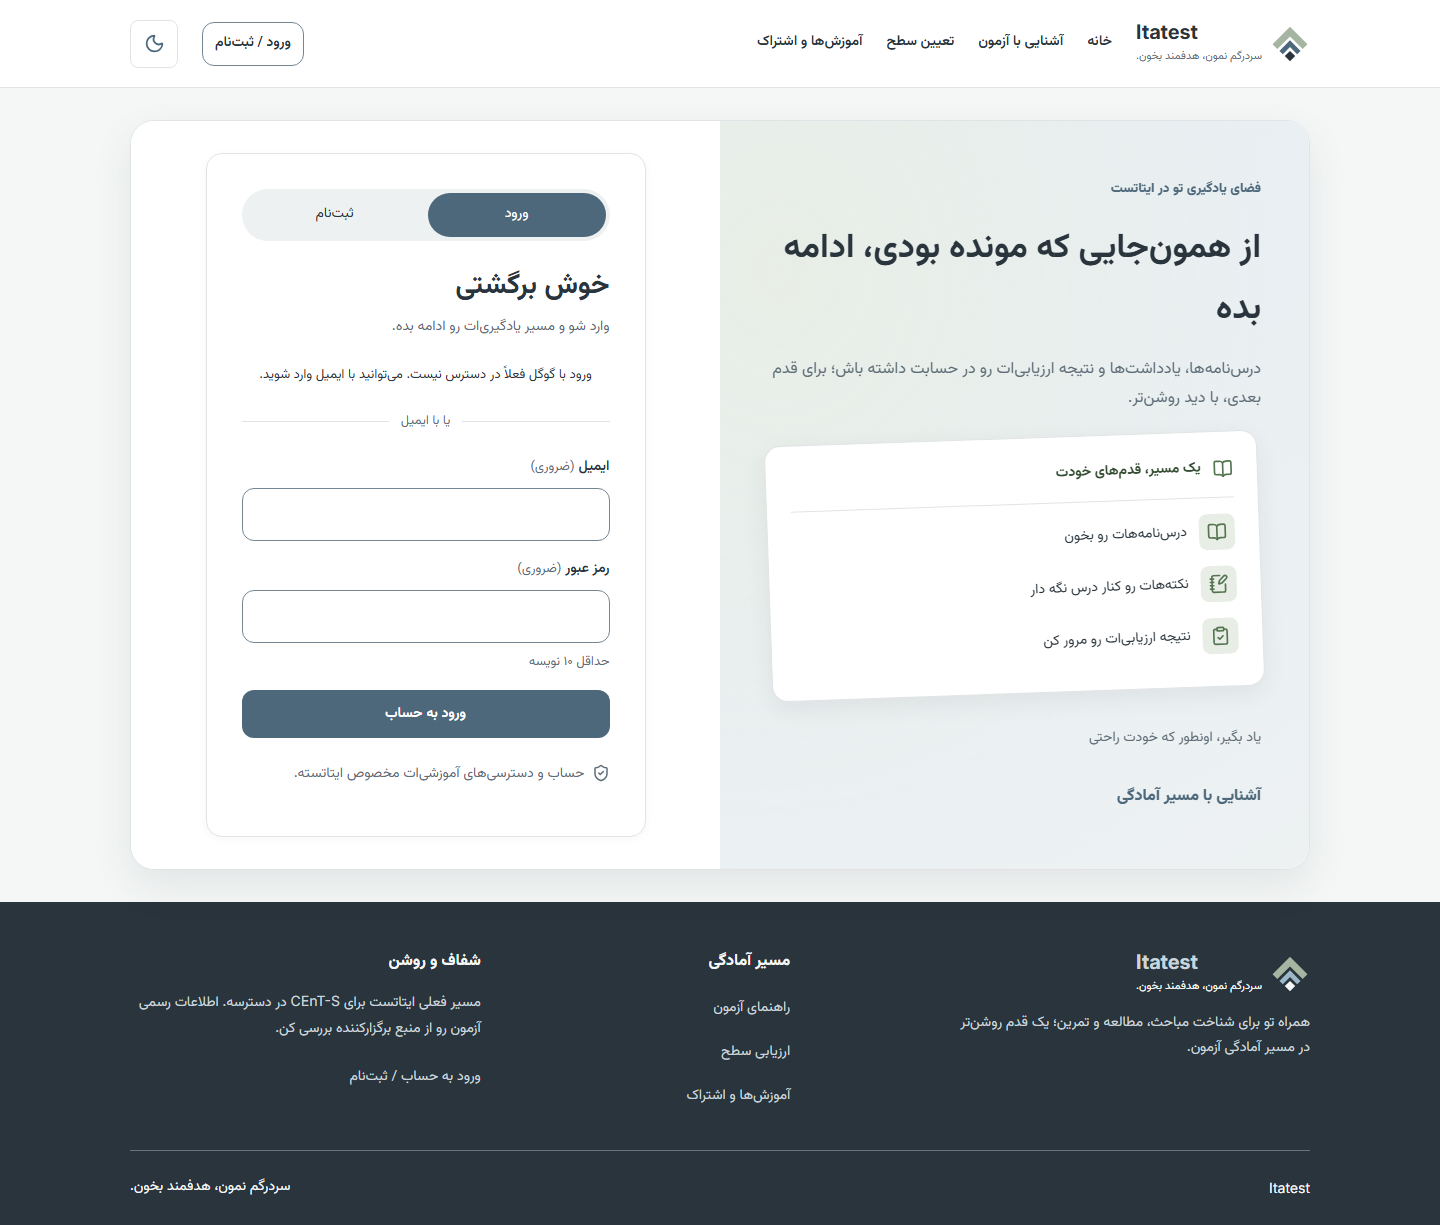 Itatest
سردرگم نمون، هدفمند بخون.
خانه
آشنایی با آزمون
تعیین سطح
آموزش‌ها و اشتراک
ورود / ثبت‌نام
فضای یادگیری تو در ایتاتست
از همون‌جایی که مونده بودی، ادامه
بده
درس‌نامه‌ها، یادداشت‌ها و نتیجه ارزیابی‌ات رو در حسابت داشته باش؛ برای قدم
بعدی، با دید روشن‌تر.
یک مسیر، قدم‌های خودت
درس‌نامه‌هات رو بخون
نکته‌هات رو کنار درس نگه دار
نتیجه ارزیابی‌ات رو مرور کن
یاد بگیر، اونطور که خودت راحتی
آشنایی با مسیر آمادگی
ورود
ثبت‌نام
خوش برگشتی
وارد شو و مسیر یادگیری‌ات رو ادامه بده.
ورود با گوگل فعلاً در دسترس نیست. می‌توانید با ایمیل وارد شوید.
یا با ایمیل
ایمیل (ضروری)
رمز عبور (ضروری)
حداقل ۱۰ نویسه
ورود به حساب
حساب و دسترسی‌های آموزشی‌ات مخصوص ایتاتسته.
Itatest
سردرگم نمون، هدفمند بخون.
همراه تو برای شناخت مباحث، مطالعه و تمرین؛ یک قدم روشن‌تر
در مسیر آمادگی آزمون.
مسیر آمادگی
راهنمای آزمون
ارزیابی سطح
آموزش‌ها و اشتراک
شفاف و روشن
مسیر فعلی ایتاتست برای CEnT-S در دسترسه. اطلاعات رسمی
آزمون رو از منبع برگزارکننده بررسی کن.
ورود به حساب / ثبت‌نام
Itatest
سردرگم نمون، هدفمند بخون.